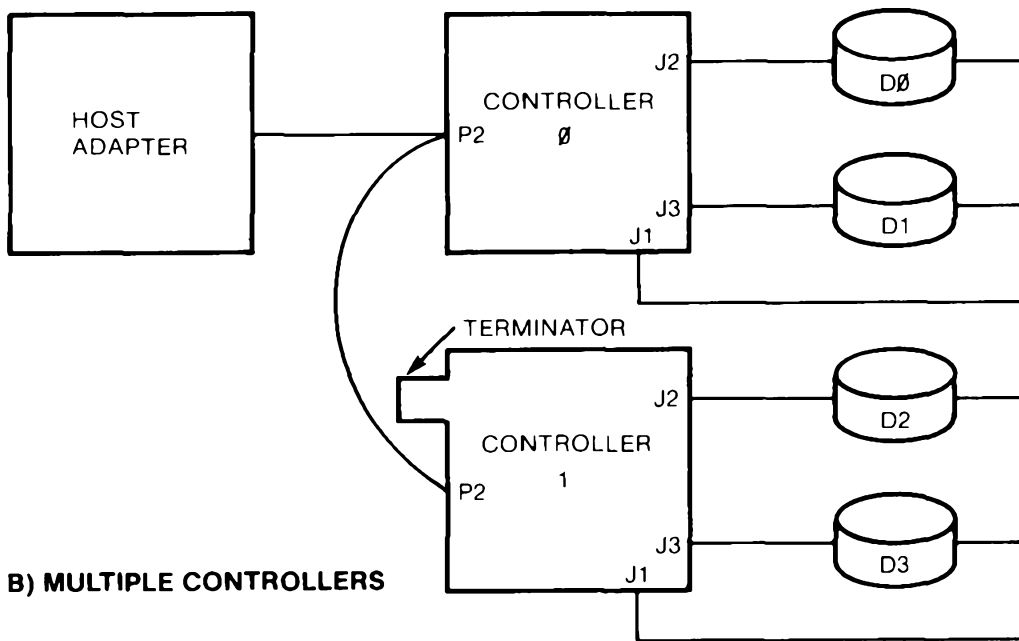 HOST
ADAPTER
CONTROLLER
Ø
P2
J2
J3
J1
DØ
D1
TERMINATOR
CONTROLLER
1
P2
J2
J3
J1
D2
D3
B) MULTIPLE CONTROLLERS